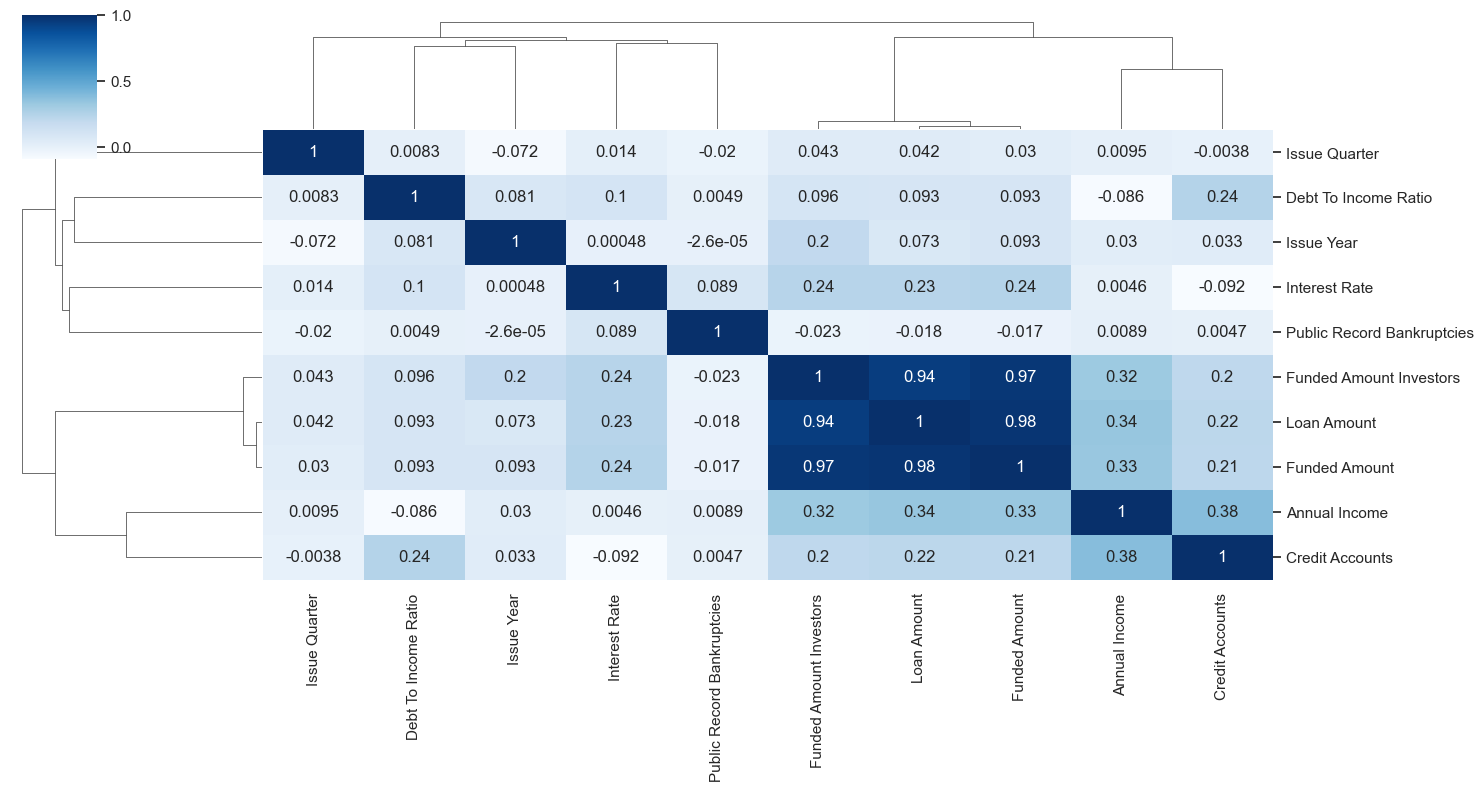 1.0
0.5
0.0
1 0.0083 -0.072 0.014 -0.02 0.043 0.042 0.03 0.0095 -0.0038 Issue Quarter
0.0083 1 0.081 0.1 0.0049 0.096 0.093 0.093 -0.086 0.24 Debt To Income Ratio
-0.072 0.081 1 0.00048 -2.6e-05 0.2 0.073 0.093 0.03 0.033 Issue Year
0.014 0.1 0.00048 1 0.089 0.24 0.23 0.24 0.0046 -0.092 Interest Rate
-0.02 0.0049 -2.6e-05 0.089 1 -0.023 -0.018 -0.017 0.0089 0.0047 Public Record Bankruptcies
0.043 0.096 0.2 0.24 -0.023 1 0.94 0.97 0.32 0.2 Funded Amount Investors
0.042 0.093 0.073 0.23 -0.018 0.94 1 0.98 0.34 0.22 Loan Amount
0.03 0.093 0.093 0.24 -0.017 0.97 0.98 1 0.33 0.21 Funded Amount
0.0095 -0.086 0.03 0.0046 0.0089 0.32 0.34 0.33 1 0.38 Annual Income
-0.0038 0.24 0.033 -0.092 0.0047 0.2 0.22 0.21 0.38 1 Credit Accounts
Issue Quarter
Debt To Income Ratio
Issue Year
Interest Rate
Public Record Bankruptcies
Funded Amount Investors
Loan Amount
Funded Amount
Annual Income
Credit Accounts